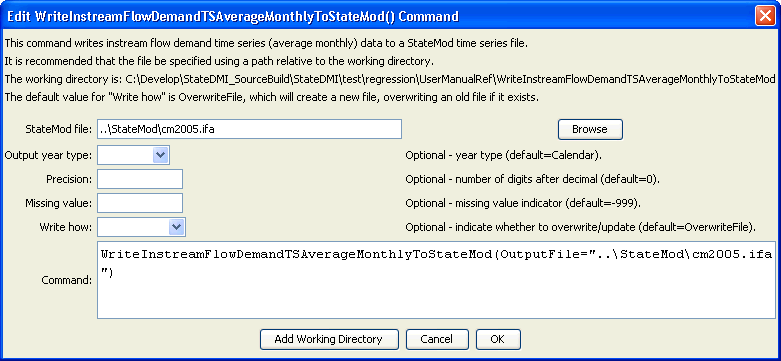 Edit WriteInstreamFlowDemandTSAverageMonthlyToStateMod() Command
This command writes instream flow demand time series (average monthly) data to a StateMod time series file.
It is recommended that the file be specified using a path relative to the working directory.
The working directory is: C:\Develop\StateDMI_SourceBuild\StateDMI\test\regression\UserManualRef\WriteInstreamFlowDemandTSAverageMonthlyToStateMod
The default value for "Write how" is OverwriteFile, which will create a new file, overwriting an old file if it exists.
StateMod file: ..\StateMod\cm2005.ifa Browse
Output year type: Optional - year type (default=Calendar).
Precision: Optional - number of digits after decimal (default=0).
Missing value: Optional - missing value indicator (default=-999).
Write how: Optional - indicate whether to overwrite/update (default=OverwriteFile).
Command: WriteInstreamFlowDemandTSAverageMonthlyToStateMod(OutputFile="..\StateMod\cm2005.ifa
")
Add Working Directory Cancel OK